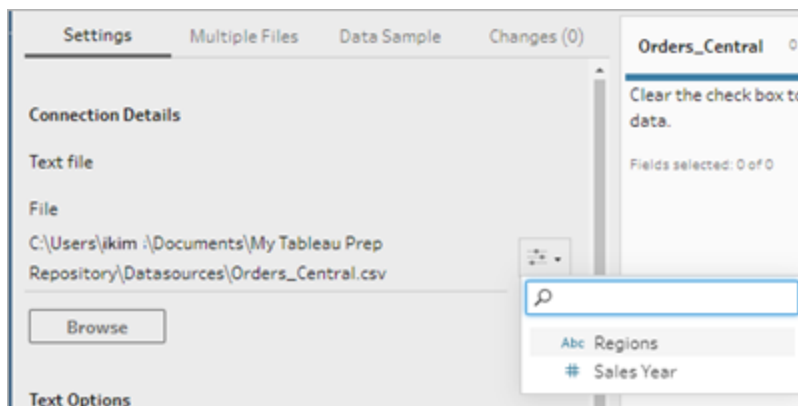 Settings Multiple Files Data Sample Changes (0)
Orders_Central 0
Clear the check box to
data.
Fields selected: 0 of 0
Connection Details
Text file
File
C:\Users\ikim :\Documents\My Tableau Prep
Repository\Datasources\Orders_Central.csv
Browse
Abc Regions
# Sales Year
Text Options